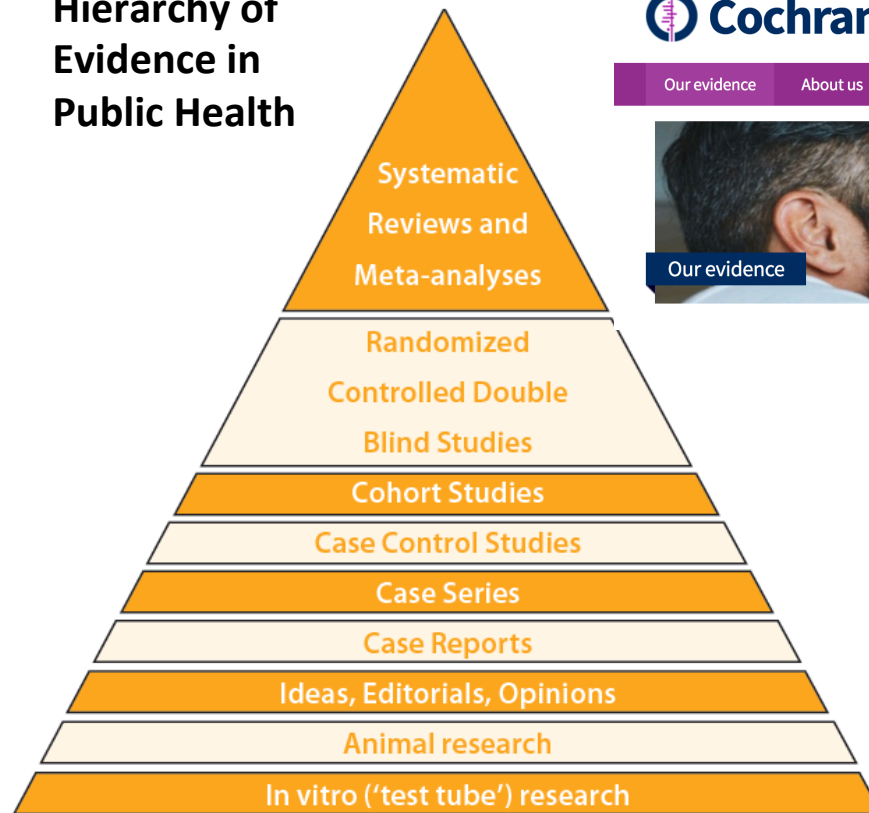 Hierarchy of
Evidence in
Public Health
Cochran
Our evidence About us
Our evidence
Systematic
Reviews and
Meta-analyses
Randomized
Controlled Double
Blind Studies
Cohort Studies
Case Control Studies
Case Series
Case Reports
Ideas, Editorials, Opinions
Animal research
In vitro (‘test tube’) research